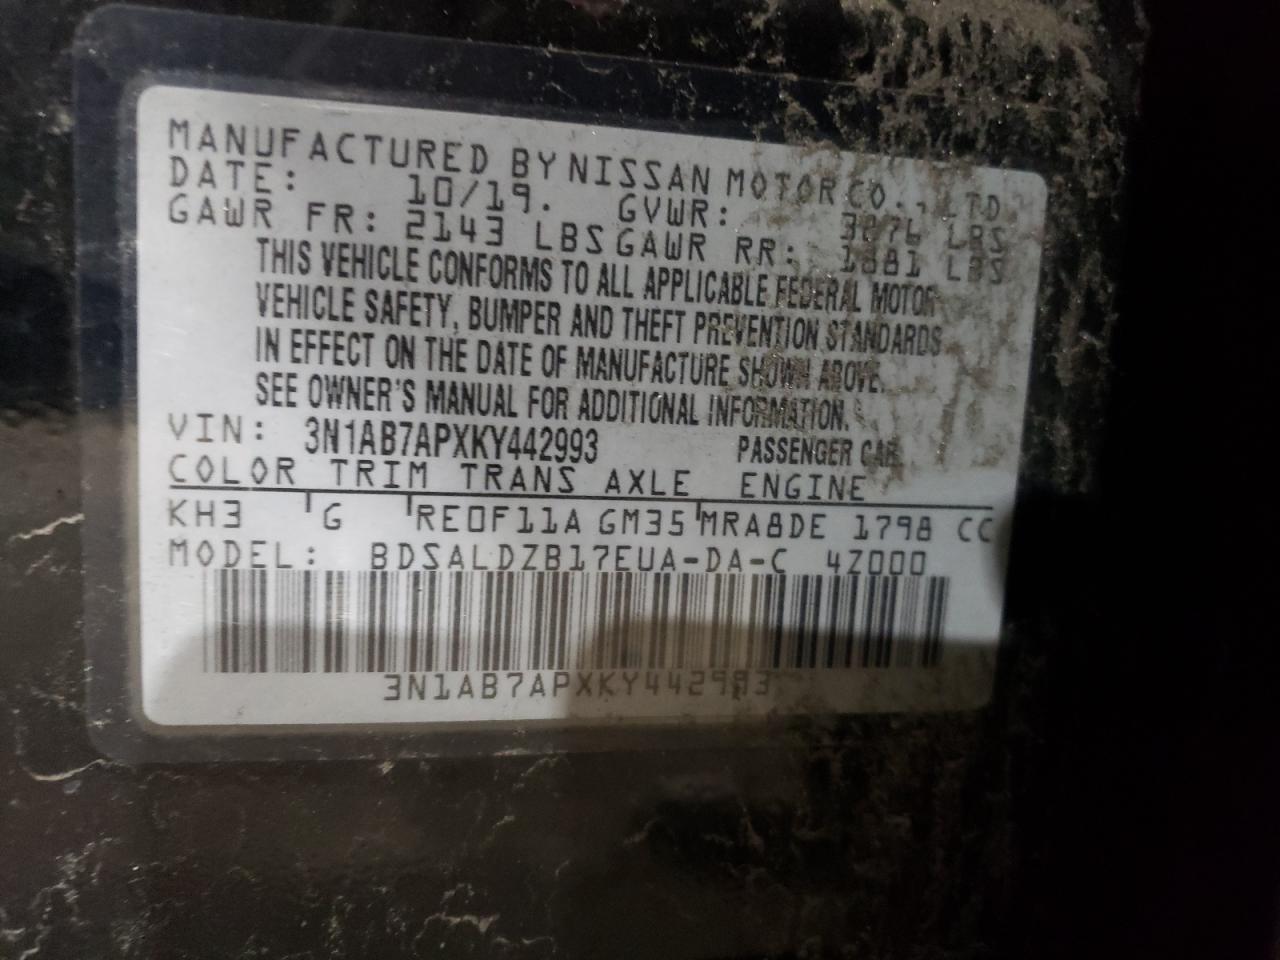 MANUFACTURED BY NISSAN MOTOR CO., LTD
DATE: 10/19. GVWR: LBS
GAWR FR: 2143 LBS GAWR RR: 1881 LBS
THIS VEHICLE CONFORMS TO ALL APPLICABLE FEDERAL MOTOR
VEHICLE SAFETY, BUMPER AND THEFT PREVENTION STANDARDS
IN EFFECT ON THE DATE OF MANUFACTURE SHOWN ABOVE.
SEE OWNER'S MANUAL FOR ADDITIONAL INFORMATION.
VIN: 3N1AB7APXKY442993 PASSENGER CAR
COLOR TRIM TRANS AXLE ENGINE
KH3 G RE0F11A GM35 MRA8DE 1798 CC
MODEL: BDSALDZB17EUA-DA-C 4Z000
3N1AB7APXKY442993